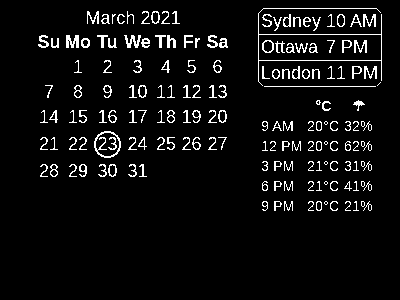 March 2021
Su Mo Tu We Th Fr Sa
1 2 3 4 5 6
7 8 9 10 11 12 13
14 15 16 17 18 19 20
21 22 23 24 25 26 27
28 29 30 31
Sydney 10 AM
Ottawa 7 PM
London 11 PM
°C ☂
9 AM 20°C 32%
12 PM 20°C 62%
3 PM 21°C 31%
6 PM 21°C 41%
9 PM 20°C 21%